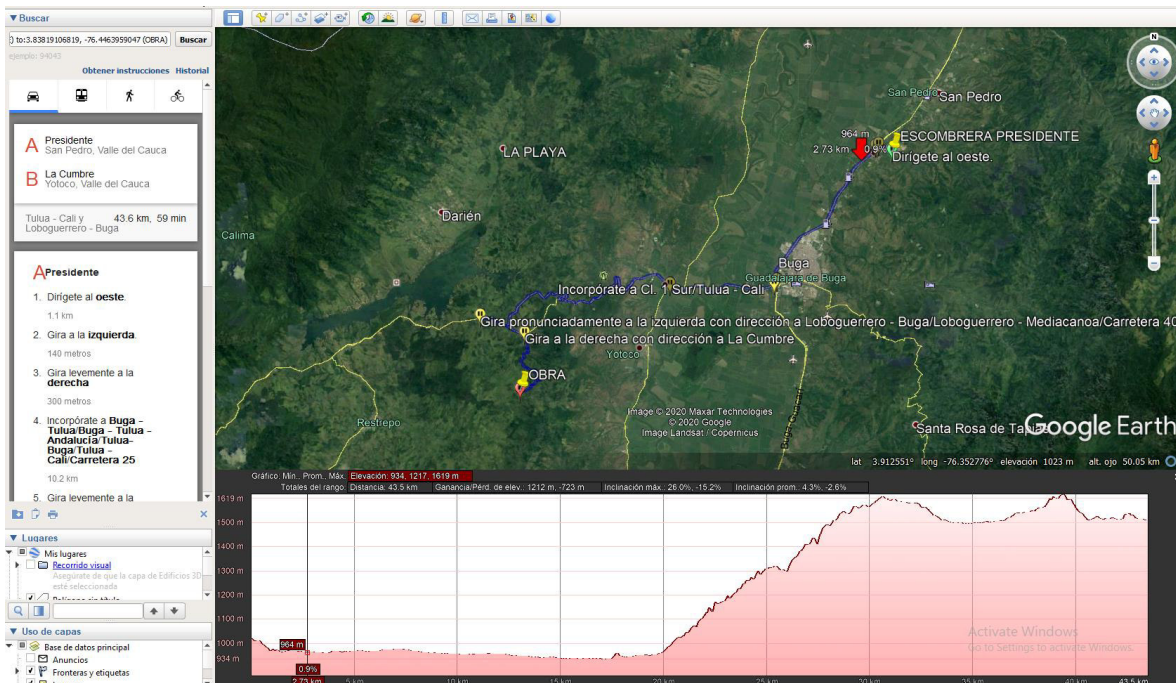 Buscar
) to:3.83819106819, -76.4463959047 (OBRA)
Buscar
ejemplo: 94043
Obtener instrucciones Historial
A Presidente
San Pedro, Valle del Cauca
B La Cumbre
Yotoco, Valle del Cauca
Tulua - Cali y
Loboguerrero - Buga
43.6 km, 59 min
A Presidente
1. Dirígete al oeste.
1.1 km
2. Gira a la izquierda.
140 metros
3. Gira levemente a la
derecha
300 metros
4. Incorpórate a Buga -
Tulua/Buga - Tulua -
Andalucía/Tulua-
Buga/Tulua -
Cali/Carretera 25
10.2 km
5. Gira levemente a la
Lugares
Mis lugares
Recorrido visual
Asegúrate de que la capa de Edificios 3D
esté seleccionada
Polígono sin título
Uso de capas
Base de datos principal
Anuncios
Fronteras y etiquetas
N
San Pedro
San Pedro
964 m
ESCOMBRERA PRESIDENTE
2.73 km 0.9%
Dirígete al oeste.
LA PLAYA
Darién
Calima
Buga
Guadalajara de Buga
Incorpórate a Cl. 1 Sur/Tulua - Cali
Gira pronunciadamente a la izquierda con dirección a Loboguerrero - Buga/Loboguerrero - Mediacanoa/Carretera 40
Gira a la derecha con dirección a La Cumbre
Yotoco
OBRA
Restrepo
Image © 2020 Maxar Technologies
© 2020 Google
Image Landsat / Copernicus
Santa Rosa de Tapias
Google Earth
lat 3.912551° long -76.352776° elevación 1023 m alt. ojo 50.05 km
Gráfico: Mín., Prom., Máx. Elevación: 934, 1217, 1619 m
Totales del rango: Distancia: 43.5 km Ganancia/Pérd. de elev.: 1212 m, -723 m Inclinación máx.: 26.0%, -15.2% Inclinación prom.: 4.3%, -2.6%
1619 m
1500 m
1400 m
1300 m
1200 m
1100 m
1000 m
934 m
964 m
0.9%
2.73 km
5 km
10 km
15 km
20 km
25 km
30 km
35 km
40 km
43.5 km
Activate Windows
Go to Settings to activate Windows.